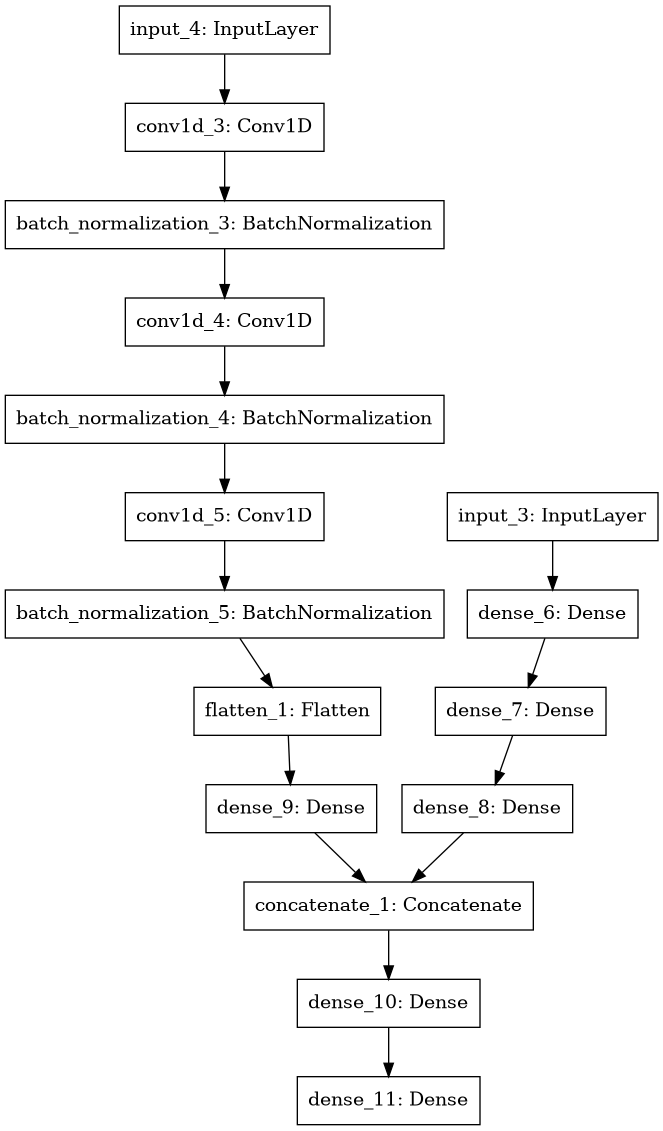 input_4: InputLayer
conv1d_3: Conv1D
batch_normalization_3: BatchNormalization
conv1d_4: Conv1D
batch_normalization_4: BatchNormalization
conv1d_5: Conv1D
input_3: InputLayer
batch_normalization_5: BatchNormalization
dense_6: Dense
flatten_1: Flatten
dense_7: Dense
dense_9: Dense
dense_8: Dense
concatenate_1: Concatenate
dense_10: Dense
dense_11: Dense